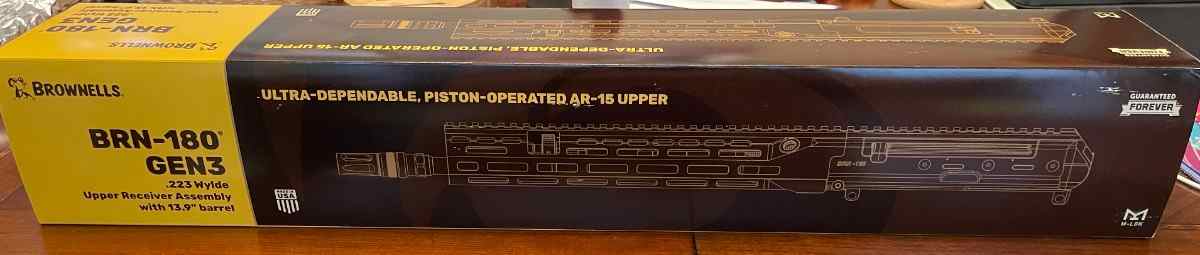 BRN-180
GEN3
BROWNELLS
ULTRA-DEPENDABLE, PISTON-OPERATED AR-15 UPPER
BROWNELLS.
BRN-180®
GEN3
.223 Wylde
Upper Receiver Assembly
with 13.9" barrel
ULTRA-DEPENDABLE, PISTON-OPERATED AR-15 UPPER
USA
BRN-180
GUARANTEED
FOREVER
M-LOK